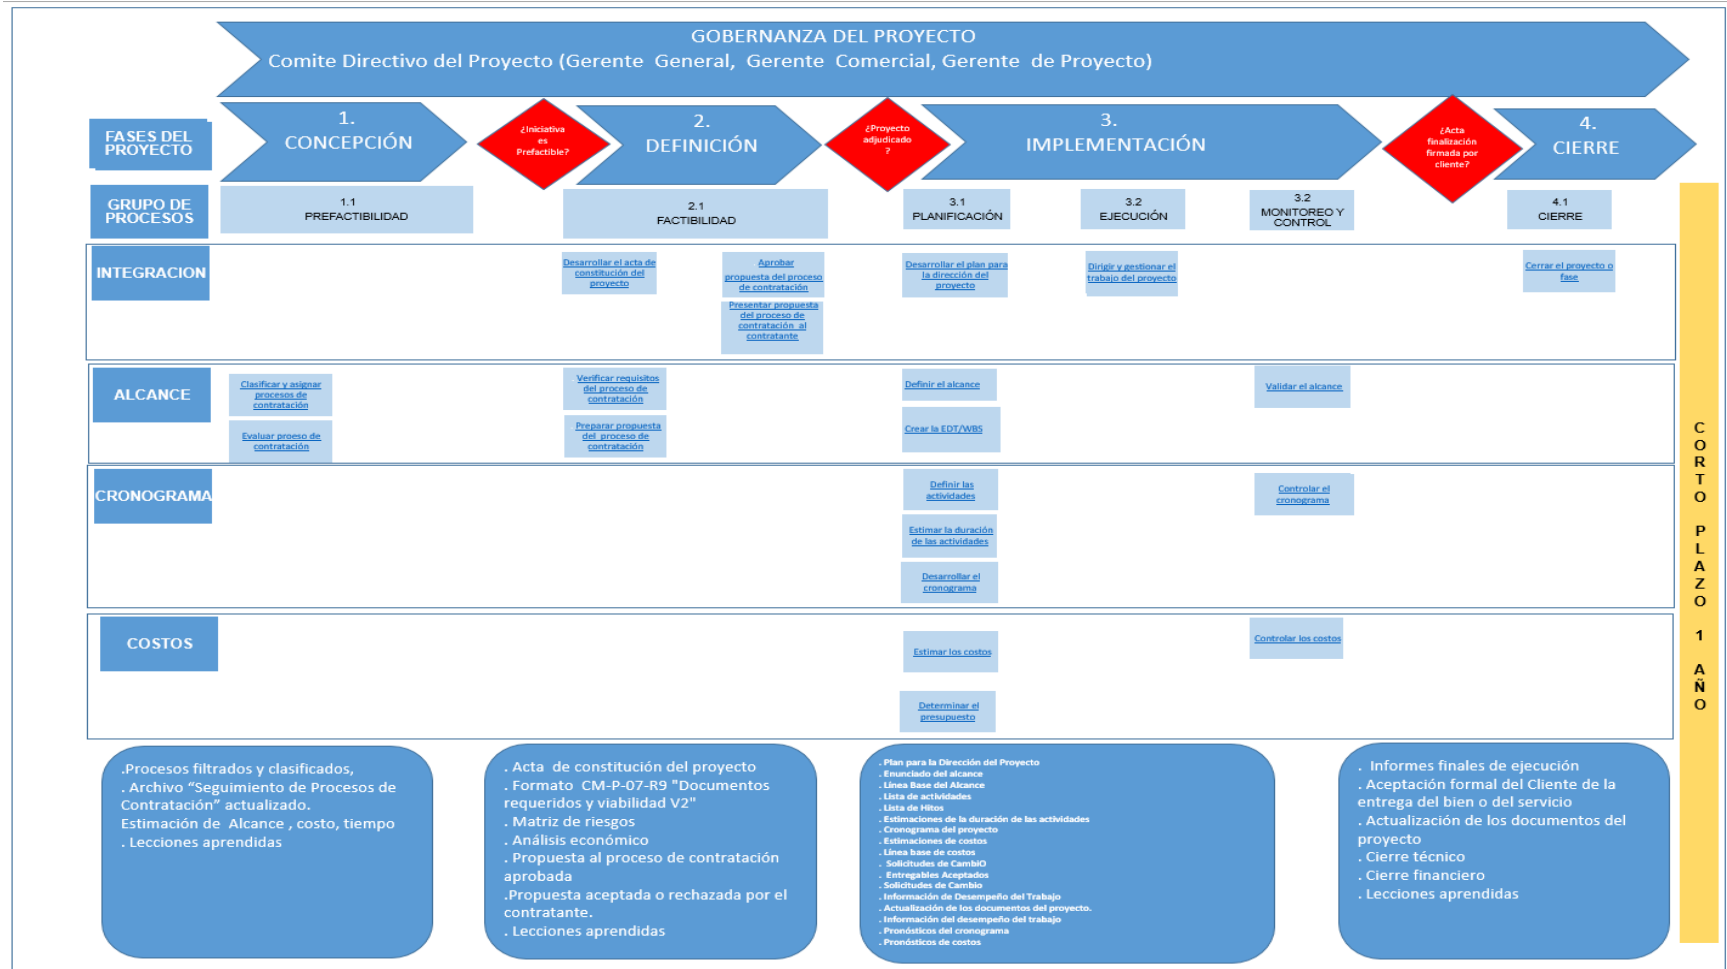 GOBERNANZA DEL PROYECTO
Comite Directivo del Proyecto (Gerente General, Gerente Comercial, Gerente de Proyecto)
FASES DEL
PROYECTO
1.
CONCEPCIÓN
¿Iniciativa
es
Prefactible?
2.
DEFINICIÓN
¿Proyecto
adjudicado
?
3.
IMPLEMENTACIÓN
¿Acta
finalización
firmada por
cliente?
4.
CIERRE
GRUPO DE
PROCESOS
1.1
PREFACTIBILIDAD
2.1
FACTIBILIDAD
3.1
PLANIFICACIÓN
3.2
EJECUCIÓN
3.2
MONITOREO Y
CONTROL
4.1
CIERRE
INTEGRACION
Desarrollar el acta de
constitución del
proyecto
. Aprobar
propuesta del proceso
de contratación
Presentar propuesta
del proceso de
contratación al
contratante
Desarrollar el plan para
la dirección del
proyecto
Dirigir y gestionar el
trabajo del proyecto
Cerrar el proyecto o
fase
ALCANCE
Clasificar y asignar
procesos de
contratación
Evaluar proeso de
contratación
. Verificar requisitos
del proceso de
contratación
. Preparar propuesta
del proceso de
contratación
Definir el alcance
Crear la EDT/WBS
Validar el alcance
CRONOGRAMA
Definir las
actividades
Estimar la duración
de las actividades
Desarrollar el
cronograma
Controlar el
cronograma
COSTOS
Estimar los costos
Determinar el
presupuesto
Controlar los costos
CORTO PLAZO 1 AÑO
.Procesos filtrados y clasificados,
. Archivo “Seguimiento de Procesos de
Contratación” actualizado.
Estimación de Alcance , costo, tiempo
. Lecciones aprendidas
. Acta de constitución del proyecto
. Formato CM-P-07-R9 "Documentos
requeridos y viabilidad V2"
. Matriz de riesgos
. Análisis económico
. Propuesta al proceso de contratación
aprobada
.Propuesta aceptada o rechazada por el
contratante.
. Lecciones aprendidas
. Plan para la Dirección del Proyecto
. Enunciado del alcance
. Línea Base del Alcance
. Lista de actividades
. Lista de Hitos
. Estimaciones de la duración de las actividades
. Cronograma del proyecto
. Estimaciones de costos
. Línea base de costos
. Solicitudes de CambiO
. Entregables Aceptados
. Solicitudes de Cambio
. Información de Desempeño del Trabajo
. Actualización de los documentos del proyecto.
. Información del desempeño del trabajo
. Pronósticos del cronograma
. Pronósticos de costos
. Informes finales de ejecución
. Aceptación formal del Cliente de la
entrega del bien o del servicio
. Actualización de los documentos del
proyecto
. Cierre técnico
. Cierre financiero
. Lecciones aprendidas